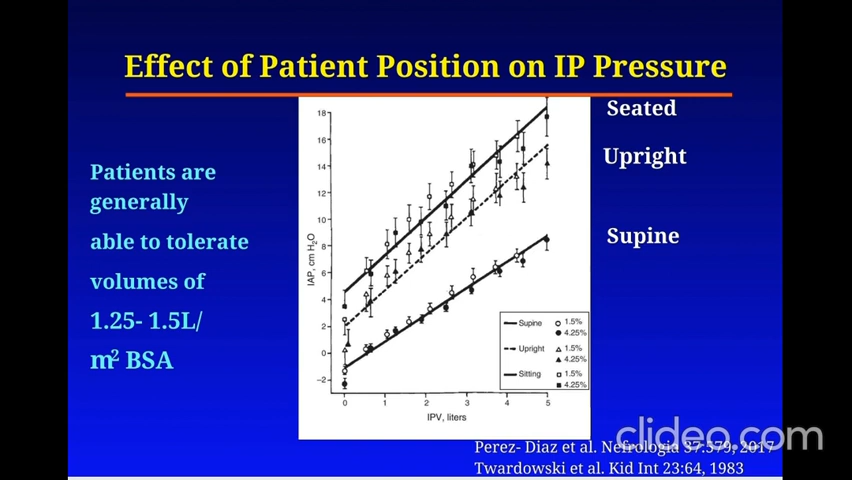 Effect of Patient Position on IP Pressure
Patients are
generally
able to tolerate
volumes of
1.25- 1.5L/
m² BSA
18
16
14
12
10
8
6
4
2
0
−2
IAP, cm H₂O
0
1
2
3
4
5
IPV, liters
Supine
1.5%
4.25%
Upright
1.5%
4.25%
Sitting
1.5%
4.25%
Seated
Upright
Supine
clideo.com
Perez- Diaz et al. Nefrologia 37:579, 2017
Twardowski et al. Kid Int 23:64, 1983